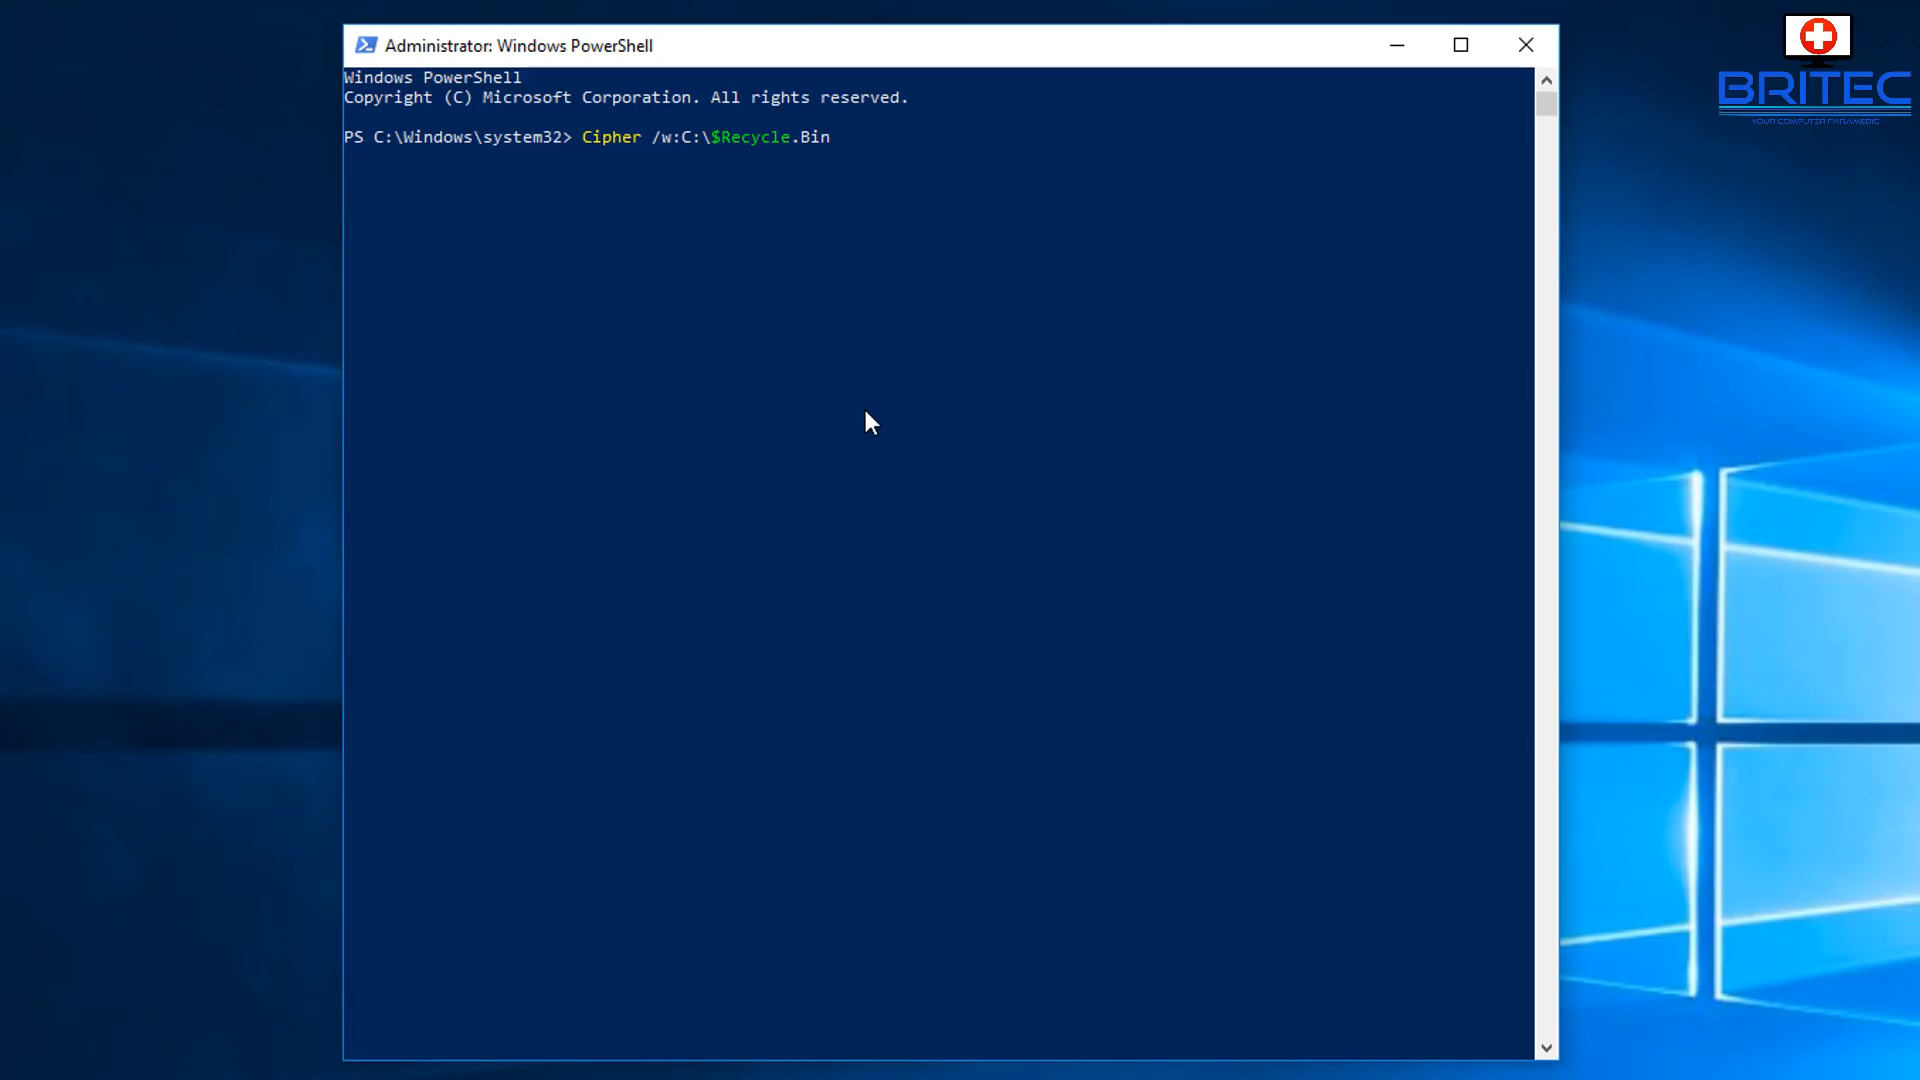 Administrator: Windows PowerShell
Windows PowerShell
Copyright (C) Microsoft Corporation. All rights reserved.
PS C:\Windows\system32> Cipher /w:C:\$Recycle.Bin
BRITEC
YOUR COMPUTER PARAMEDIC